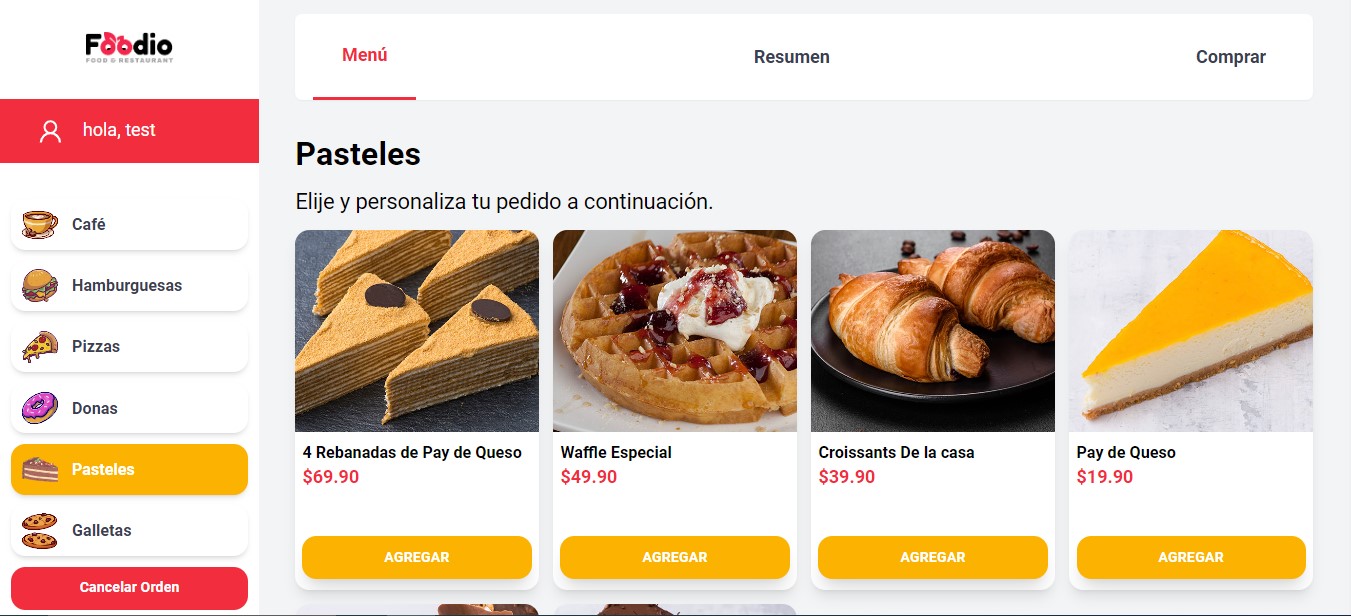 Foodio
FOOD & RESTAURANT
hola, test
Café
Hamburguesas
Pizzas
Donas
Pasteles
Galletas
Cancelar Orden
Menú
Resumen
Comprar
Pasteles
Elije y personaliza tu pedido a continuación.
4 Rebanadas de Pay de Queso
$69.90
AGREGAR
Waffle Especial
$49.90
AGREGAR
Croissants De la casa
$39.90
AGREGAR
Pay de Queso
$19.90
AGREGAR